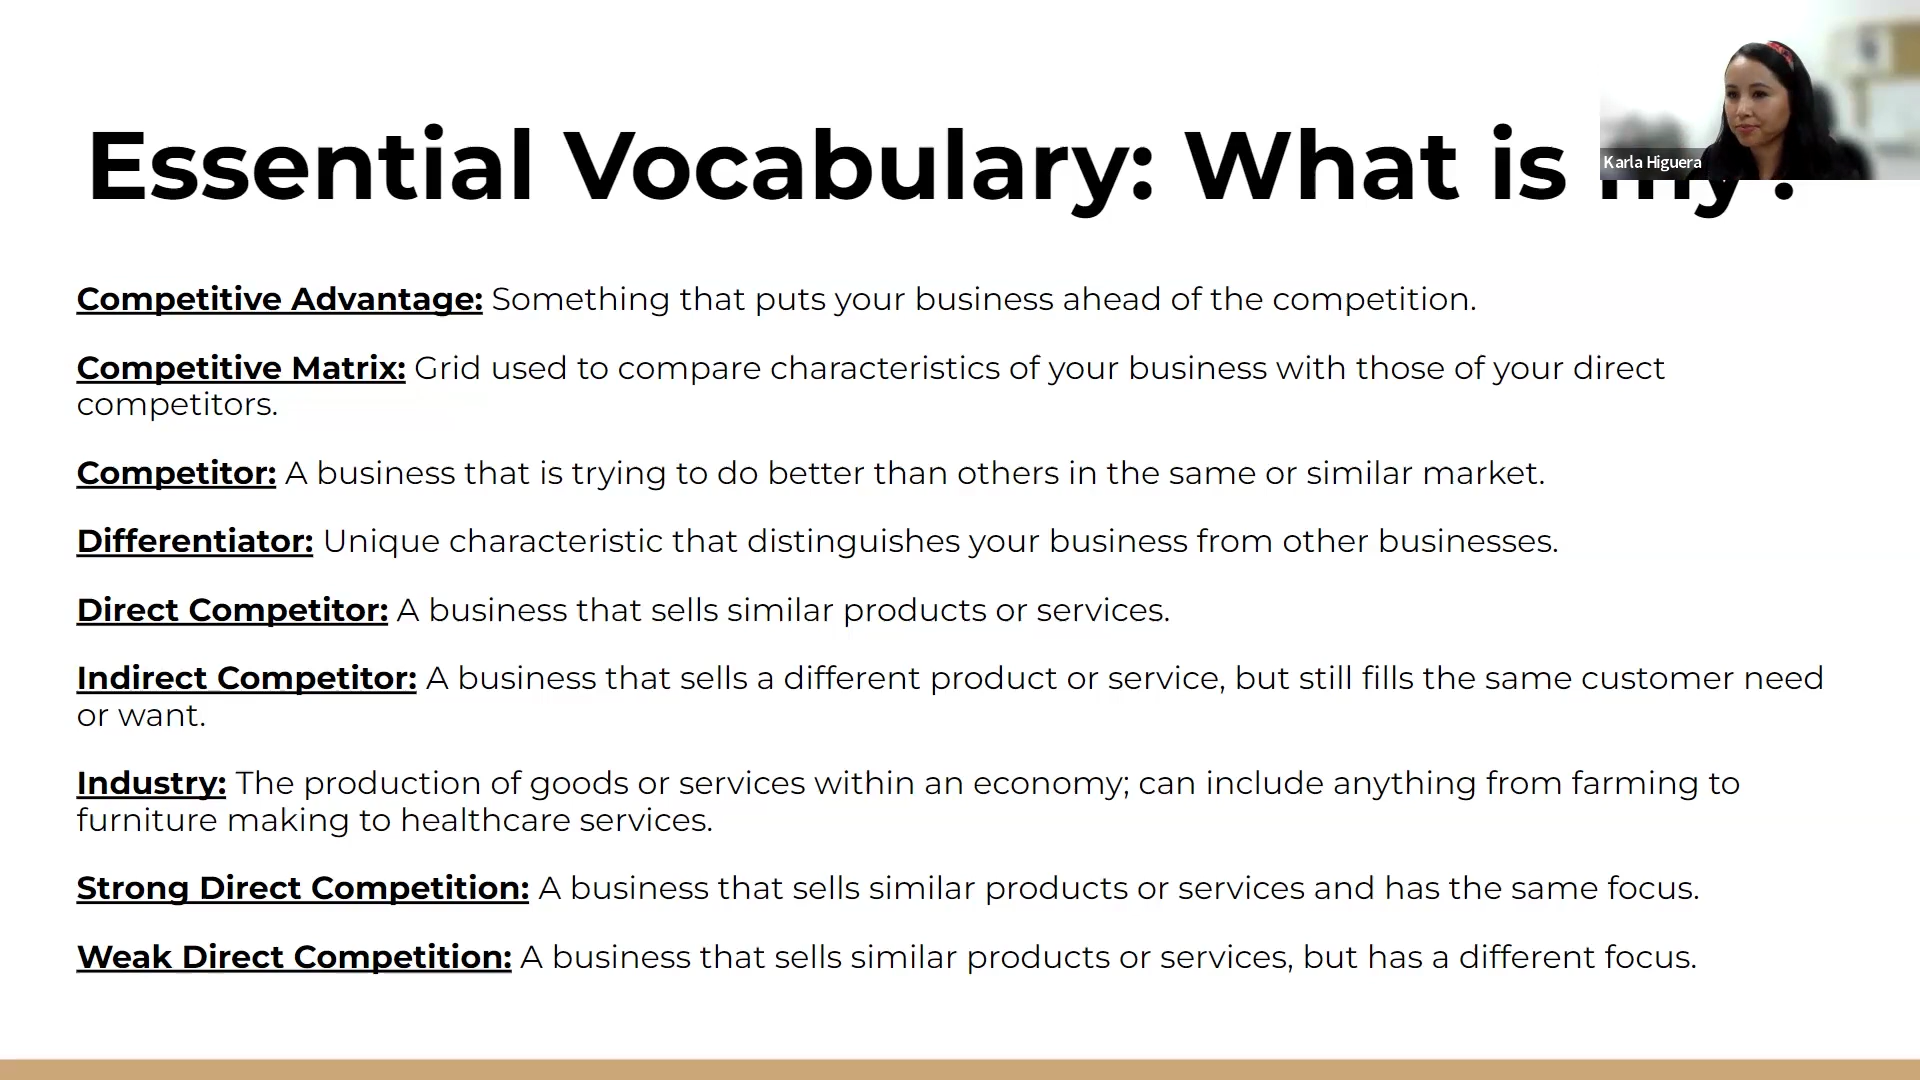 Essential Vocabulary: What is my?
Karla Higuera
Competitive Advantage: Something that puts your business ahead of the competition.
Competitive Matrix: Grid used to compare characteristics of your business with those of your direct
competitors.
Competitor: A business that is trying to do better than others in the same or similar market.
Differentiator: Unique characteristic that distinguishes your business from other businesses.
Direct Competitor: A business that sells similar products or services.
Indirect Competitor: A business that sells a different product or service, but still fills the same customer need
or want.
Industry: The production of goods or services within an economy; can include anything from farming to
furniture making to healthcare services.
Strong Direct Competition: A business that sells similar products or services and has the same focus.
Weak Direct Competition: A business that sells similar products or services, but has a different focus.